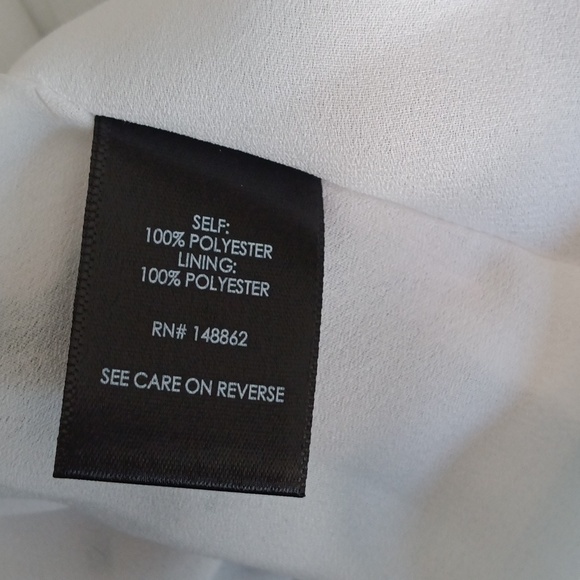 SELF:
100% POLYESTER
LINING:
100% POLYESTER
RN# 148862
SEE CARE ON REVERSE